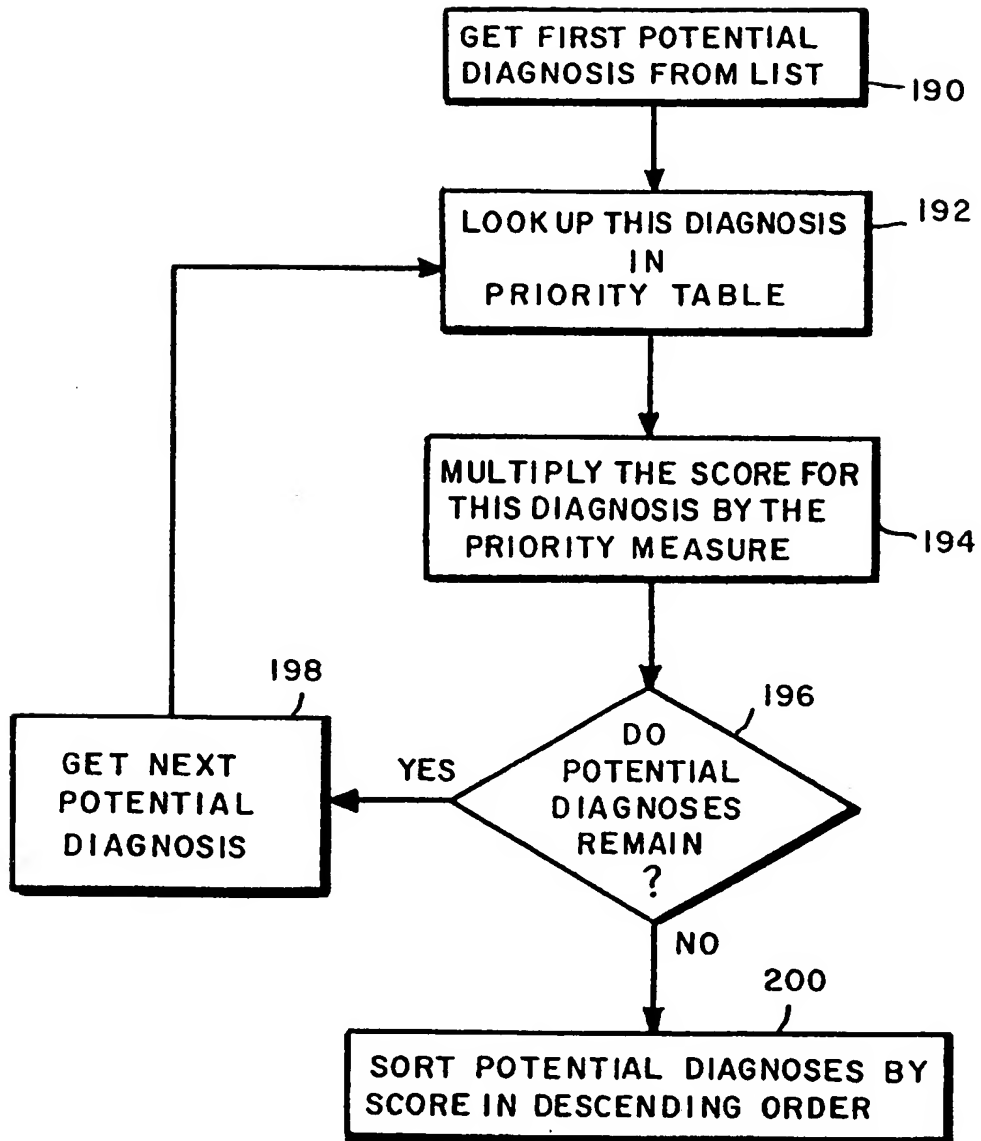 GET FIRST POTENTIAL
DIAGNOSIS FROM LIST
190
LOOK UP THIS DIAGNOSIS
IN
PRIORITY TABLE
192
MULTIPLY THE SCORE FOR
THIS DIAGNOSIS BY THE
PRIORITY MEASURE
194
DO
POTENTIAL
DIAGNOSES
REMAIN
?
196
YES
198
GET NEXT
POTENTIAL
DIAGNOSIS
NO
200
SORT POTENTIAL DIAGNOSES BY
SCORE IN DESCENDING ORDER